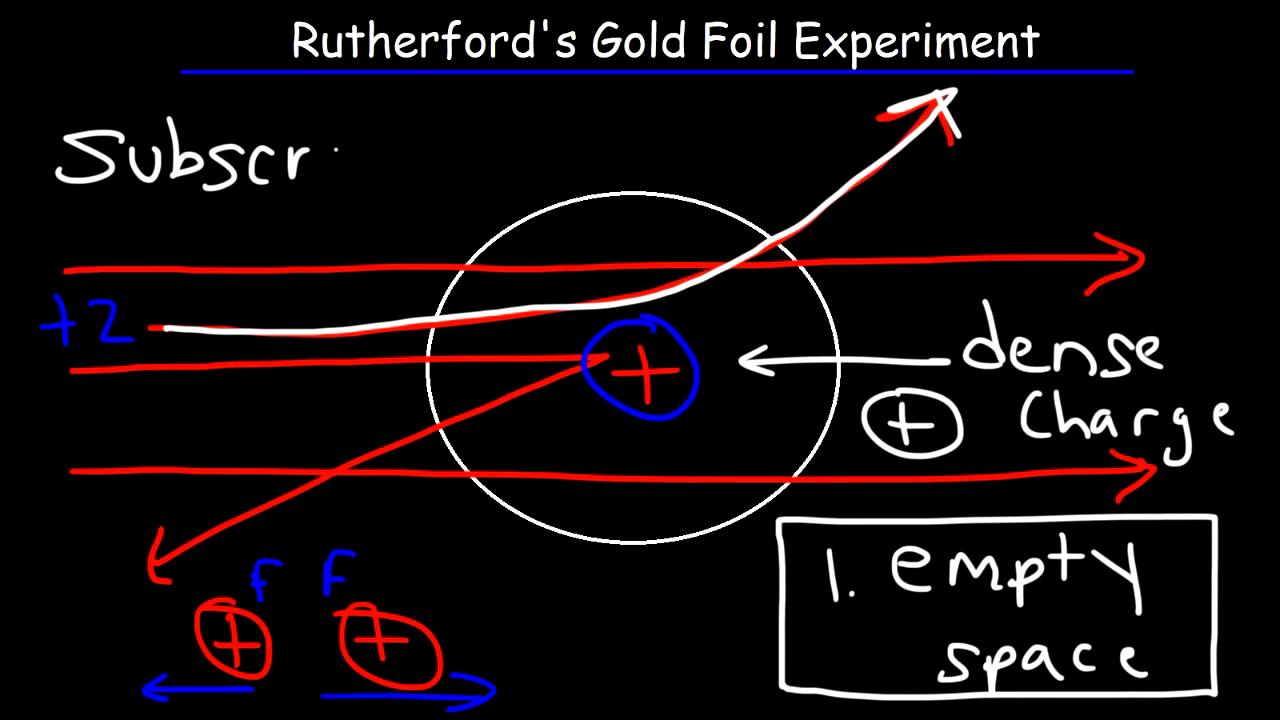 Rutherford's Gold Foil Experiment
Subscr
+2
+
dense
+ Charge
F F
+ +
1. empty
space